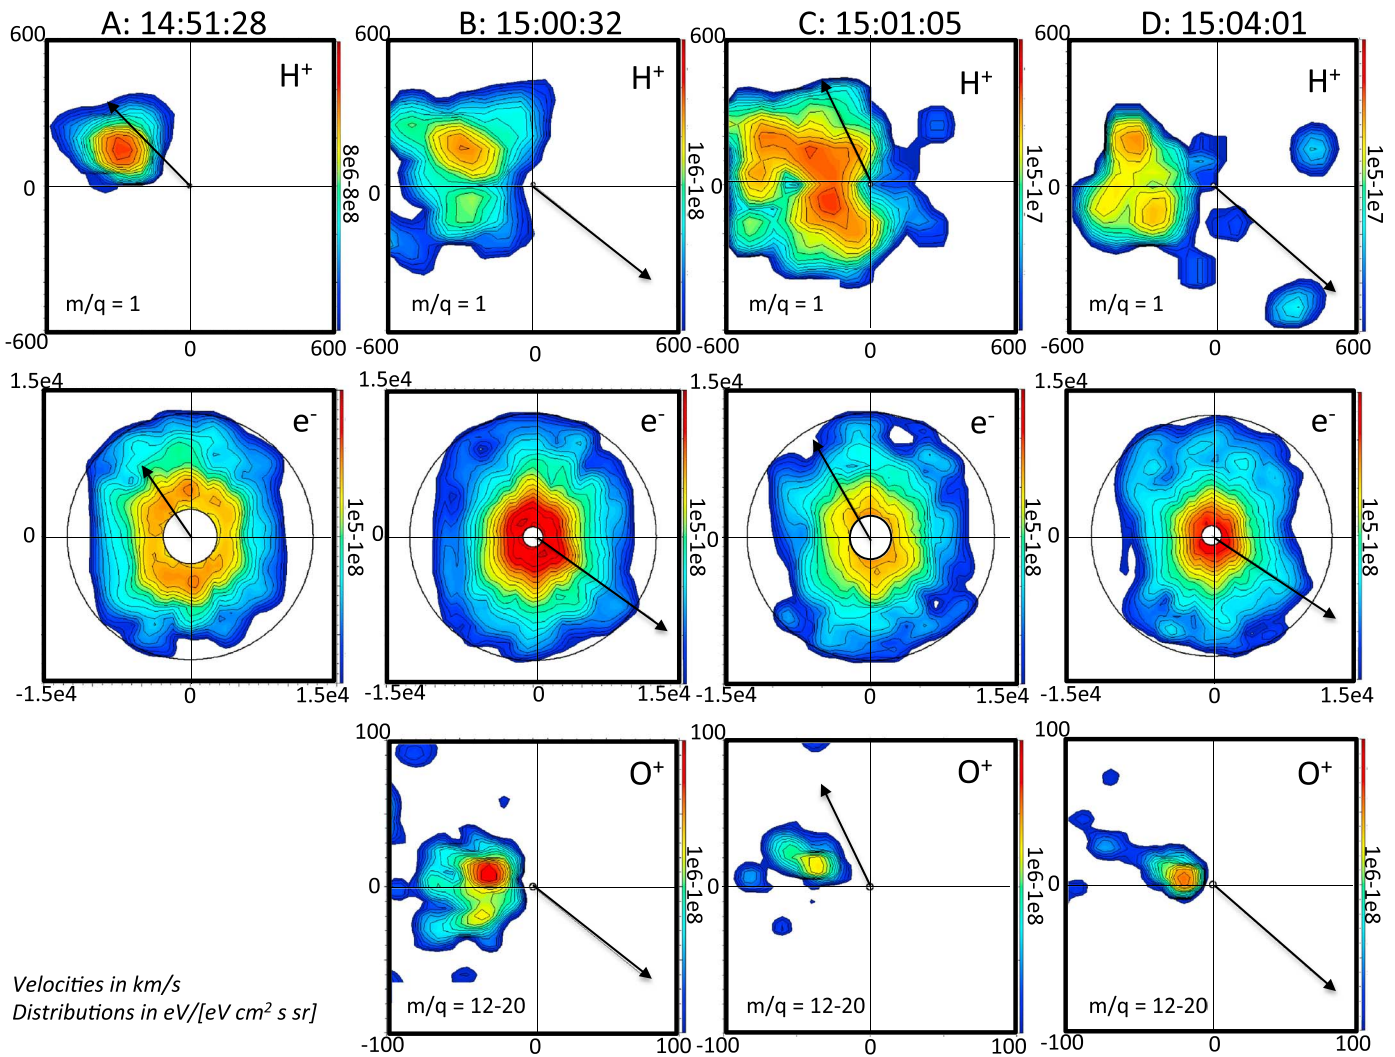 A: 14:51:28 B: 15:00:32 C: 15:01:05 D: 15:04:01
600 600 600 600
H⁺ H⁺ H⁺ H⁺
0 0 0 0
8e6-8e8 1e6-1e8 1e5-1e7 1e5-1e7
m/q = 1 m/q = 1 m/q = 1 m/q = 1
-600 0 600 -600 0 600 -600 0 600 -600 0 600
1.5e4 1.5e4 1.5e4 1.5e4
e⁻ e⁻ e⁻ e⁻
0 0 0 0
1e5-1e8 1e5-1e8 1e5-1e8 1e5-1e8
-1.5e4 0 1.5e4 -1.5e4 0 1.5e4 -1.5e4 0 1.5e4 -1.5e4 0 1.5e4
100 100 100
O⁺ O⁺ O⁺
0 0 0
1e6-1e8 1e6-1e8 1e6-1e8
m/q = 12-20 m/q = 12-20 m/q = 12-20
-100 0 100 -100 0 100 -100 0 100
Velocities in km/s
Distributions in eV/[eV cm² s sr]